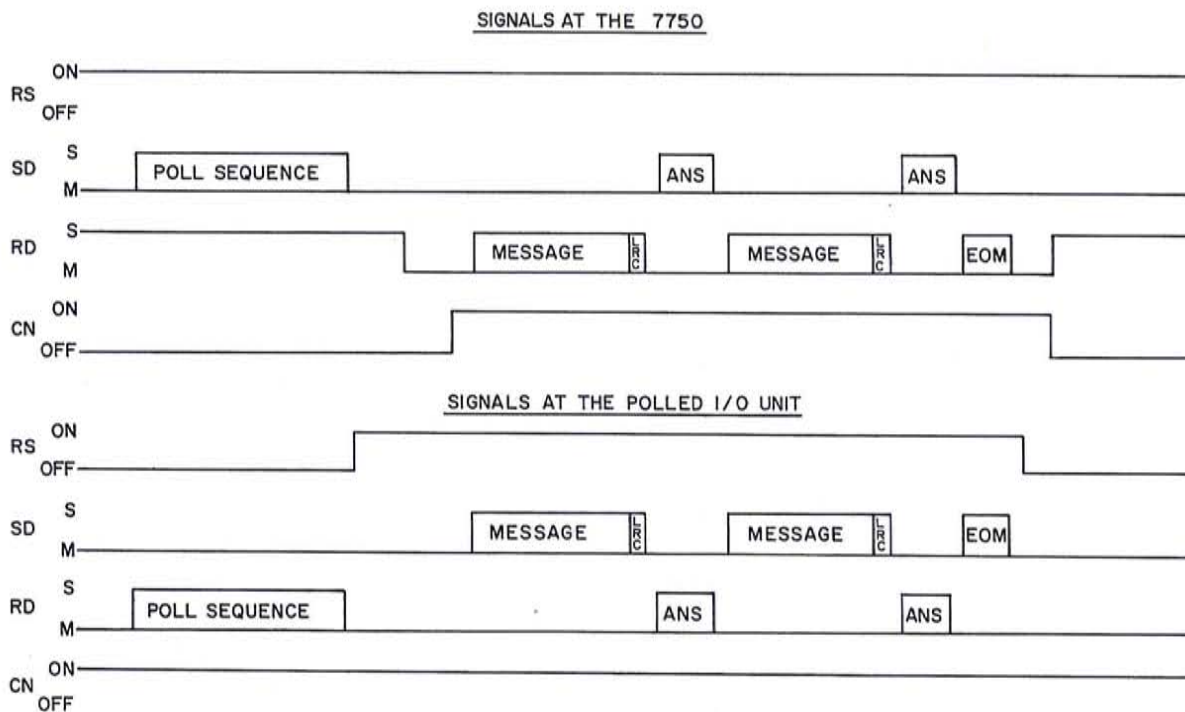 SIGNALS AT THE 7750
ON
RS
OFF
S
SD
POLL SEQUENCE
ANS
ANS
M
S
RD
MESSAGE
LRC
MESSAGE
LRC
EOM
M
ON
CN
OFF
SIGNALS AT THE POLLED I/O UNIT
ON
RS
OFF
S
SD
MESSAGE
LRC
MESSAGE
LRC
EOM
M
S
RD
POLL SEQUENCE
ANS
ANS
M
ON
CN
OFF